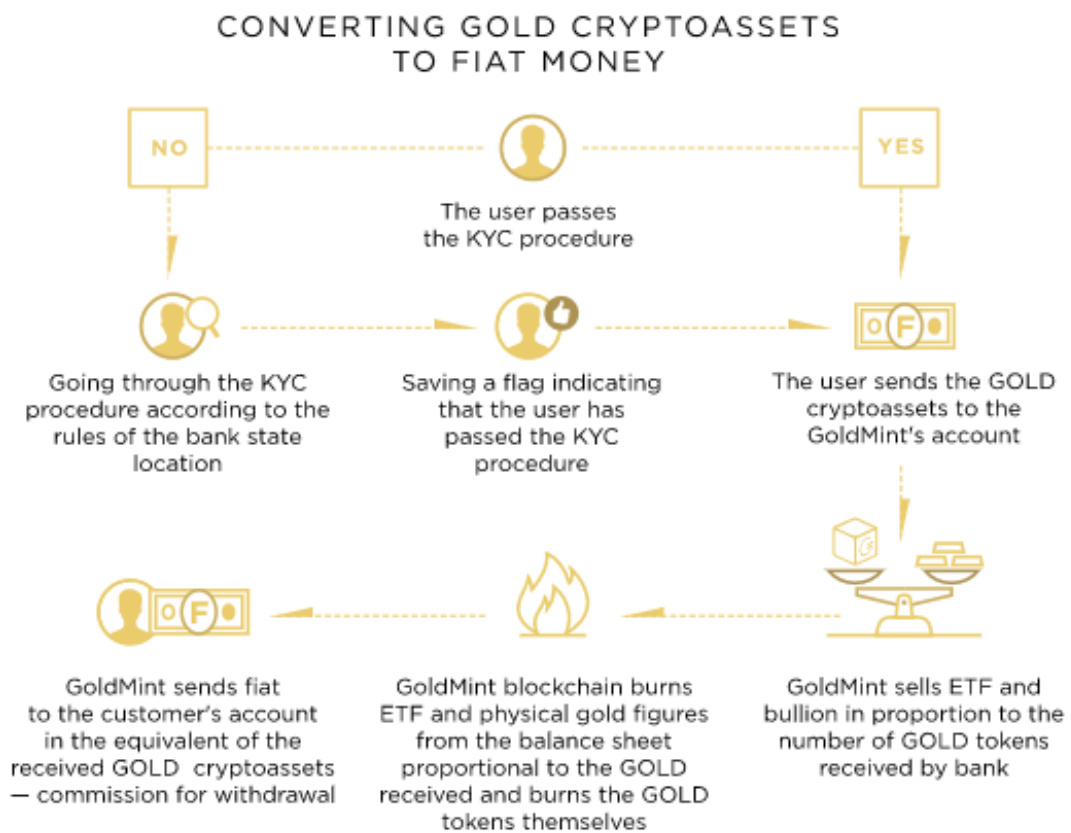 CONVERTING GOLD CRYPTOASSETS
TO FIAT MONEY
NO
YES
The user passes
the KYC procedure
F
Going through the KYC
procedure according to the
rules of the bank state
location
Saving a flag indicating
that the user has
passed the KYC
procedure
The user sends the GOLD
cryptoassets to the
GoldMint's account
F
GoldMint sends fiat
to the customer's account
in the equivalent of the
received GOLD cryptoassets
— commission for withdrawal
GoldMint blockchain burns
ETF and physical gold figures
from the balance sheet
proportional to the GOLD
received and burns the GOLD
tokens themselves
GoldMint sells ETF and
bullion in proportion to the
number of GOLD tokens
received by bank